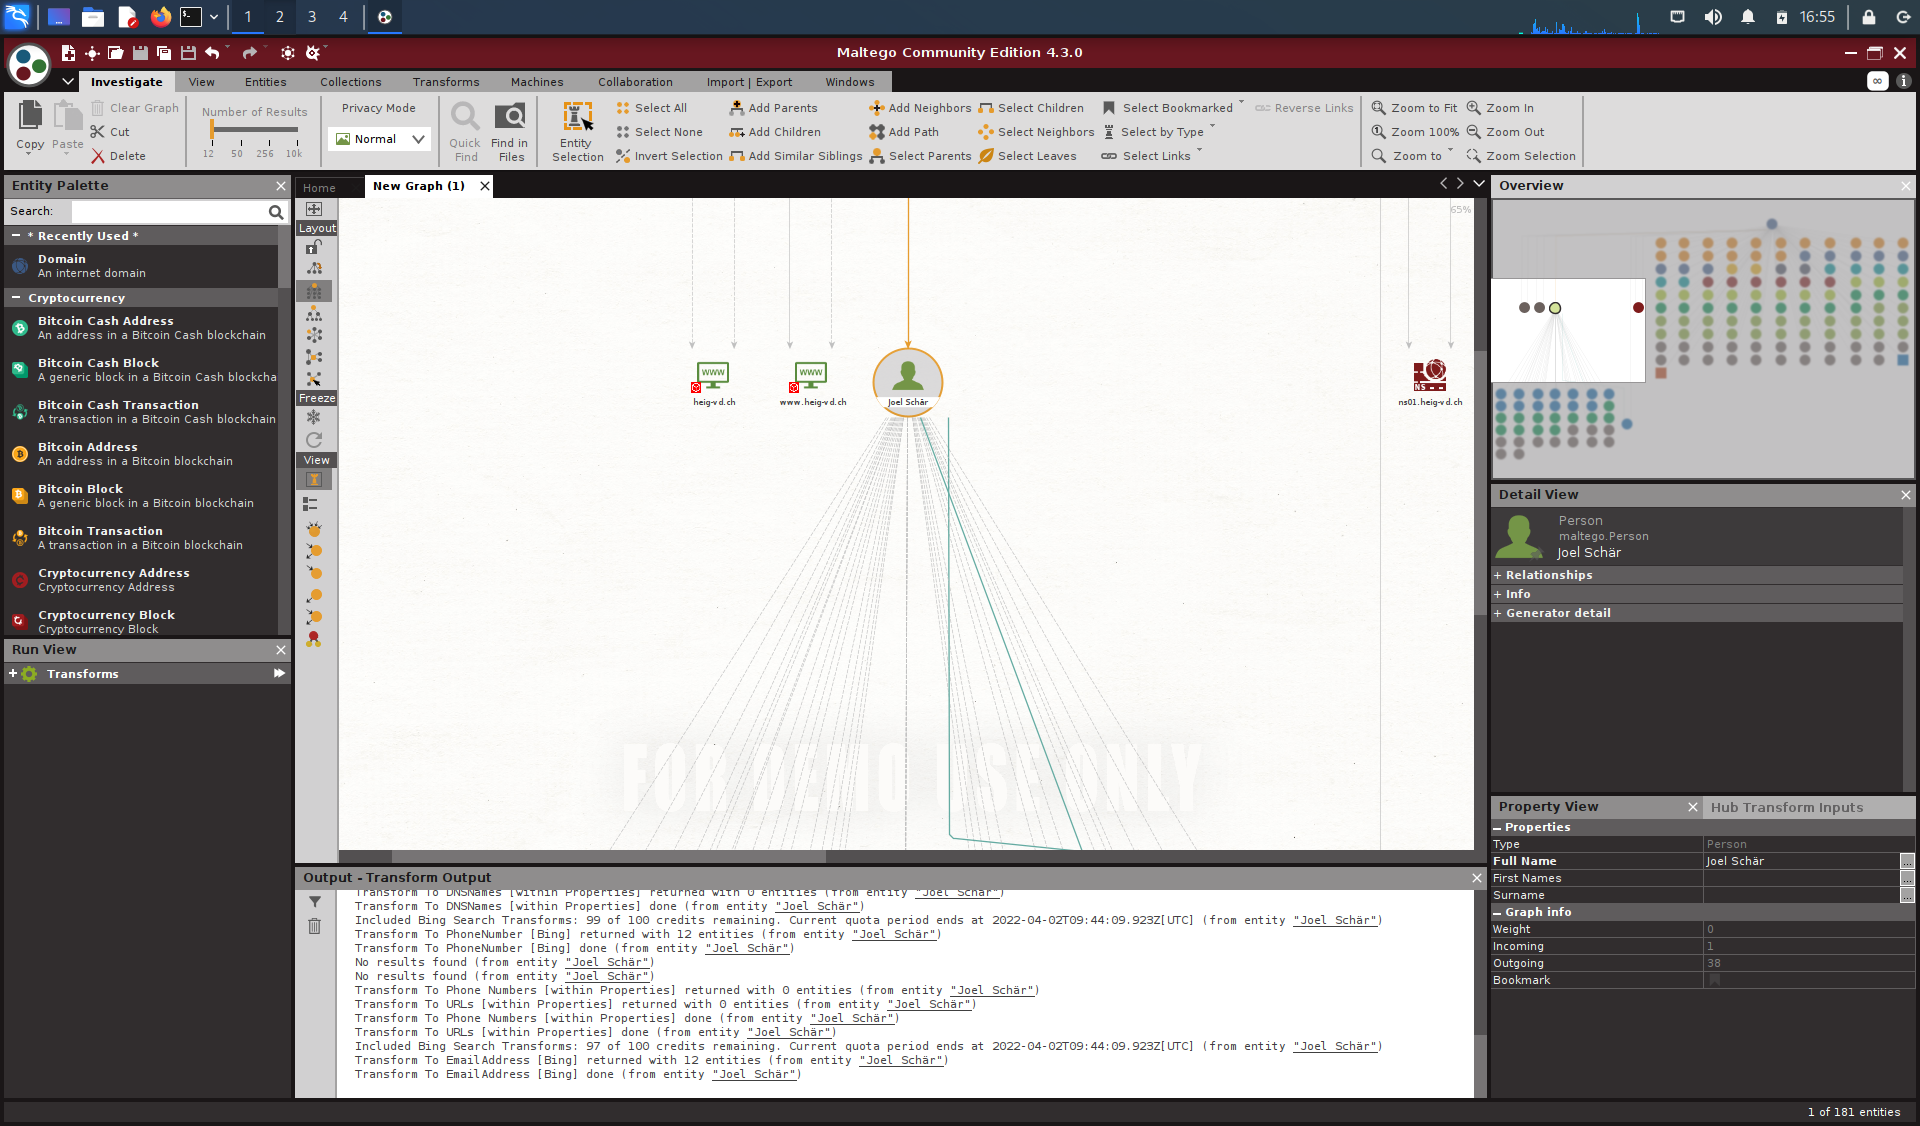 1
2
3
4
16:55
Maltego Community Edition 4.3.0
Investigate
View
Entities
Collections
Transforms
Machines
Collaboration
Import | Export
Windows
Copy
Paste
Clear Graph
Cut
Delete
Number of Results
12 50 256 10k
Privacy Mode
Normal
Quick Find
Find in Files
Entity Selection
Select All
Select None
Invert Selection
Add Parents
Add Children
Add Similar Siblings
Add Neighbors
Add Path
Select Parents
Select Children
Select Neighbors
Select Leaves
Select Bookmarked
Select by Type
Select Links
Reverse Links
Zoom to Fit
Zoom 100%
Zoom to
Zoom In
Zoom Out
Zoom Selection
Entity Palette
Search:
* Recently Used *
Domain
An internet domain
Cryptocurrency
Bitcoin Cash Address
An address in a Bitcoin Cash blockchain
Bitcoin Cash Block
A generic block in a Bitcoin Cash blockcha
Bitcoin Cash Transaction
A transaction in a Bitcoin Cash blockchain
Bitcoin Address
An address in a Bitcoin blockchain
Bitcoin Block
A generic block in a Bitcoin blockchain
Bitcoin Transaction
A transaction in a Bitcoin blockchain
Cryptocurrency Address
Cryptocurrency Address
Cryptocurrency Block
Cryptocurrency Block
Run View
Transforms
Home
New Graph (1)
Layout
Freeze
View
65%
WWW
heig-vd.ch
WWW
www.heig-vd.ch
Joel Schär
NS
ns01.heig-vd.ch
FOR DEMO USE ONLY
Output - Transform Output
Transform To DNSNames [within Properties] returned with 0 entities (from entity "Joel Schär")
Transform To DNSNames [within Properties] done (from entity "Joel Schär")
Included Bing Search Transforms: 99 of 100 credits remaining. Current quota period ends at 2022-04-02T09:44:09.923Z[UTC] (from entity "Joel Schär")
Transform To PhoneNumber [Bing] returned with 12 entities (from entity "Joel Schär")
Transform To PhoneNumber [Bing] done (from entity "Joel Schär")
No results found (from entity "Joel Schär")
No results found (from entity "Joel Schär")
Transform To Phone Numbers [within Properties] returned with 0 entities (from entity "Joel Schär")
Transform To URLs [within Properties] returned with 0 entities (from entity "Joel Schär")
Transform To Phone Numbers [within Properties] done (from entity "Joel Schär")
Transform To URLs [within Properties] done (from entity "Joel Schär")
Included Bing Search Transforms: 97 of 100 credits remaining. Current quota period ends at 2022-04-02T09:44:09.923Z[UTC] (from entity "Joel Schär")
Transform To EmailAddress [Bing] returned with 12 entities (from entity "Joel Schär")
Transform To EmailAddress [Bing] done (from entity "Joel Schär")
Overview
Detail View
Person
maltego.Person
Joel Schär
+ Relationships
+ Info
+ Generator detail
Property View
Hub Transform Inputs
Properties
Type Person
Full Name Joel Schär
First Names
Surname
Graph info
Weight 0
Incoming 1
Outgoing 38
Bookmark
1 of 181 entities